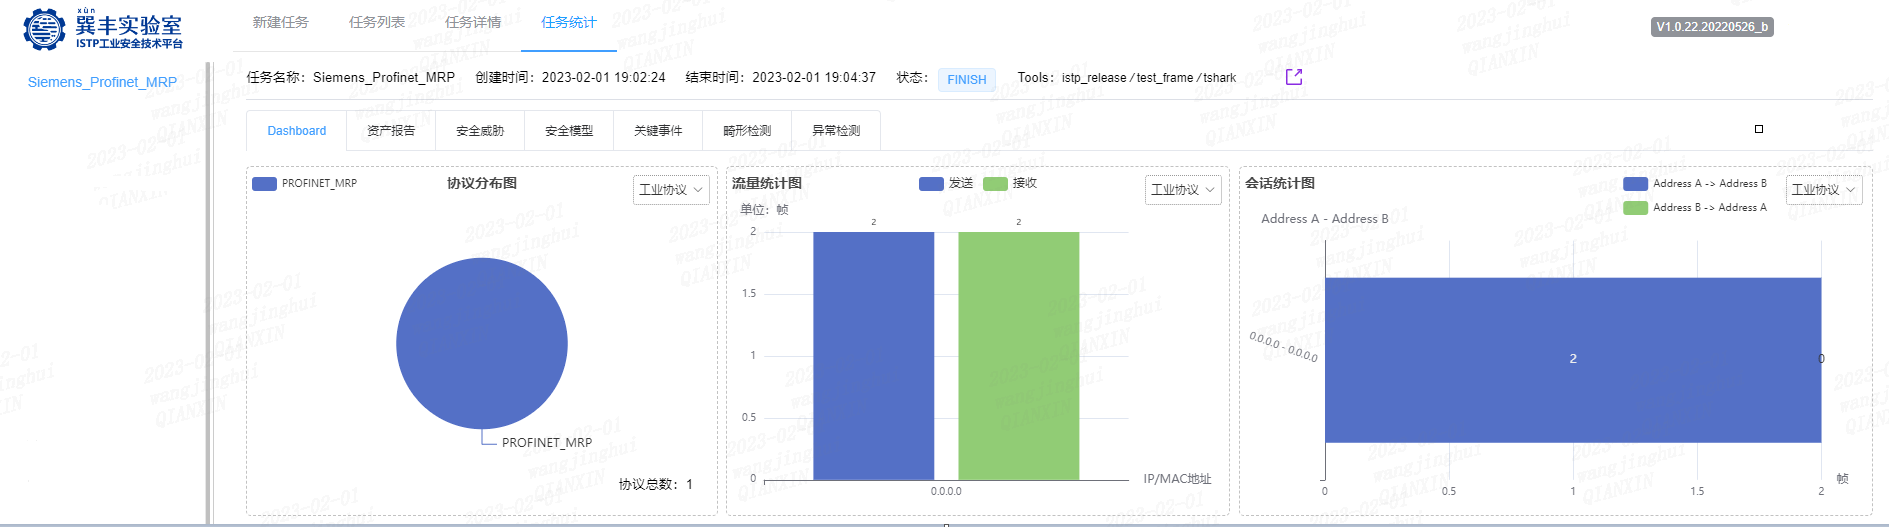 xùn
巽丰实验室
ISTP工业安全技术平台
新建任务 任务列表 任务详情 任务统计
V1.0.22.20220526_b
Siemens_Profinet_MRP
任务名称：Siemens_Profinet_MRP 创建时间：2023-02-01 19:02:24 结束时间：2023-02-01 19:04:37 状态： FINISH Tools：istp_release / test_frame / tshark
Dashboard 资产报告 安全威胁 安全模型 关键事件 畸形检测 异常检测
PROFINET_MRP
协议分布图
工业协议
PROFINET_MRP
协议总数：1
流量统计图
发送 接收
工业协议
单位：帧
2 2
2
1.5
1
0.5
0
0.0.0.0
IP/MAC地址
会话统计图
Address A -> Address B
Address B -> Address A
工业协议
Address A - Address B
0.0.0.0 - 0.0.0.0
2 0
帧
0 0.5 1 1.5 2
2023-02-01
wangjinghui
QIANXIN